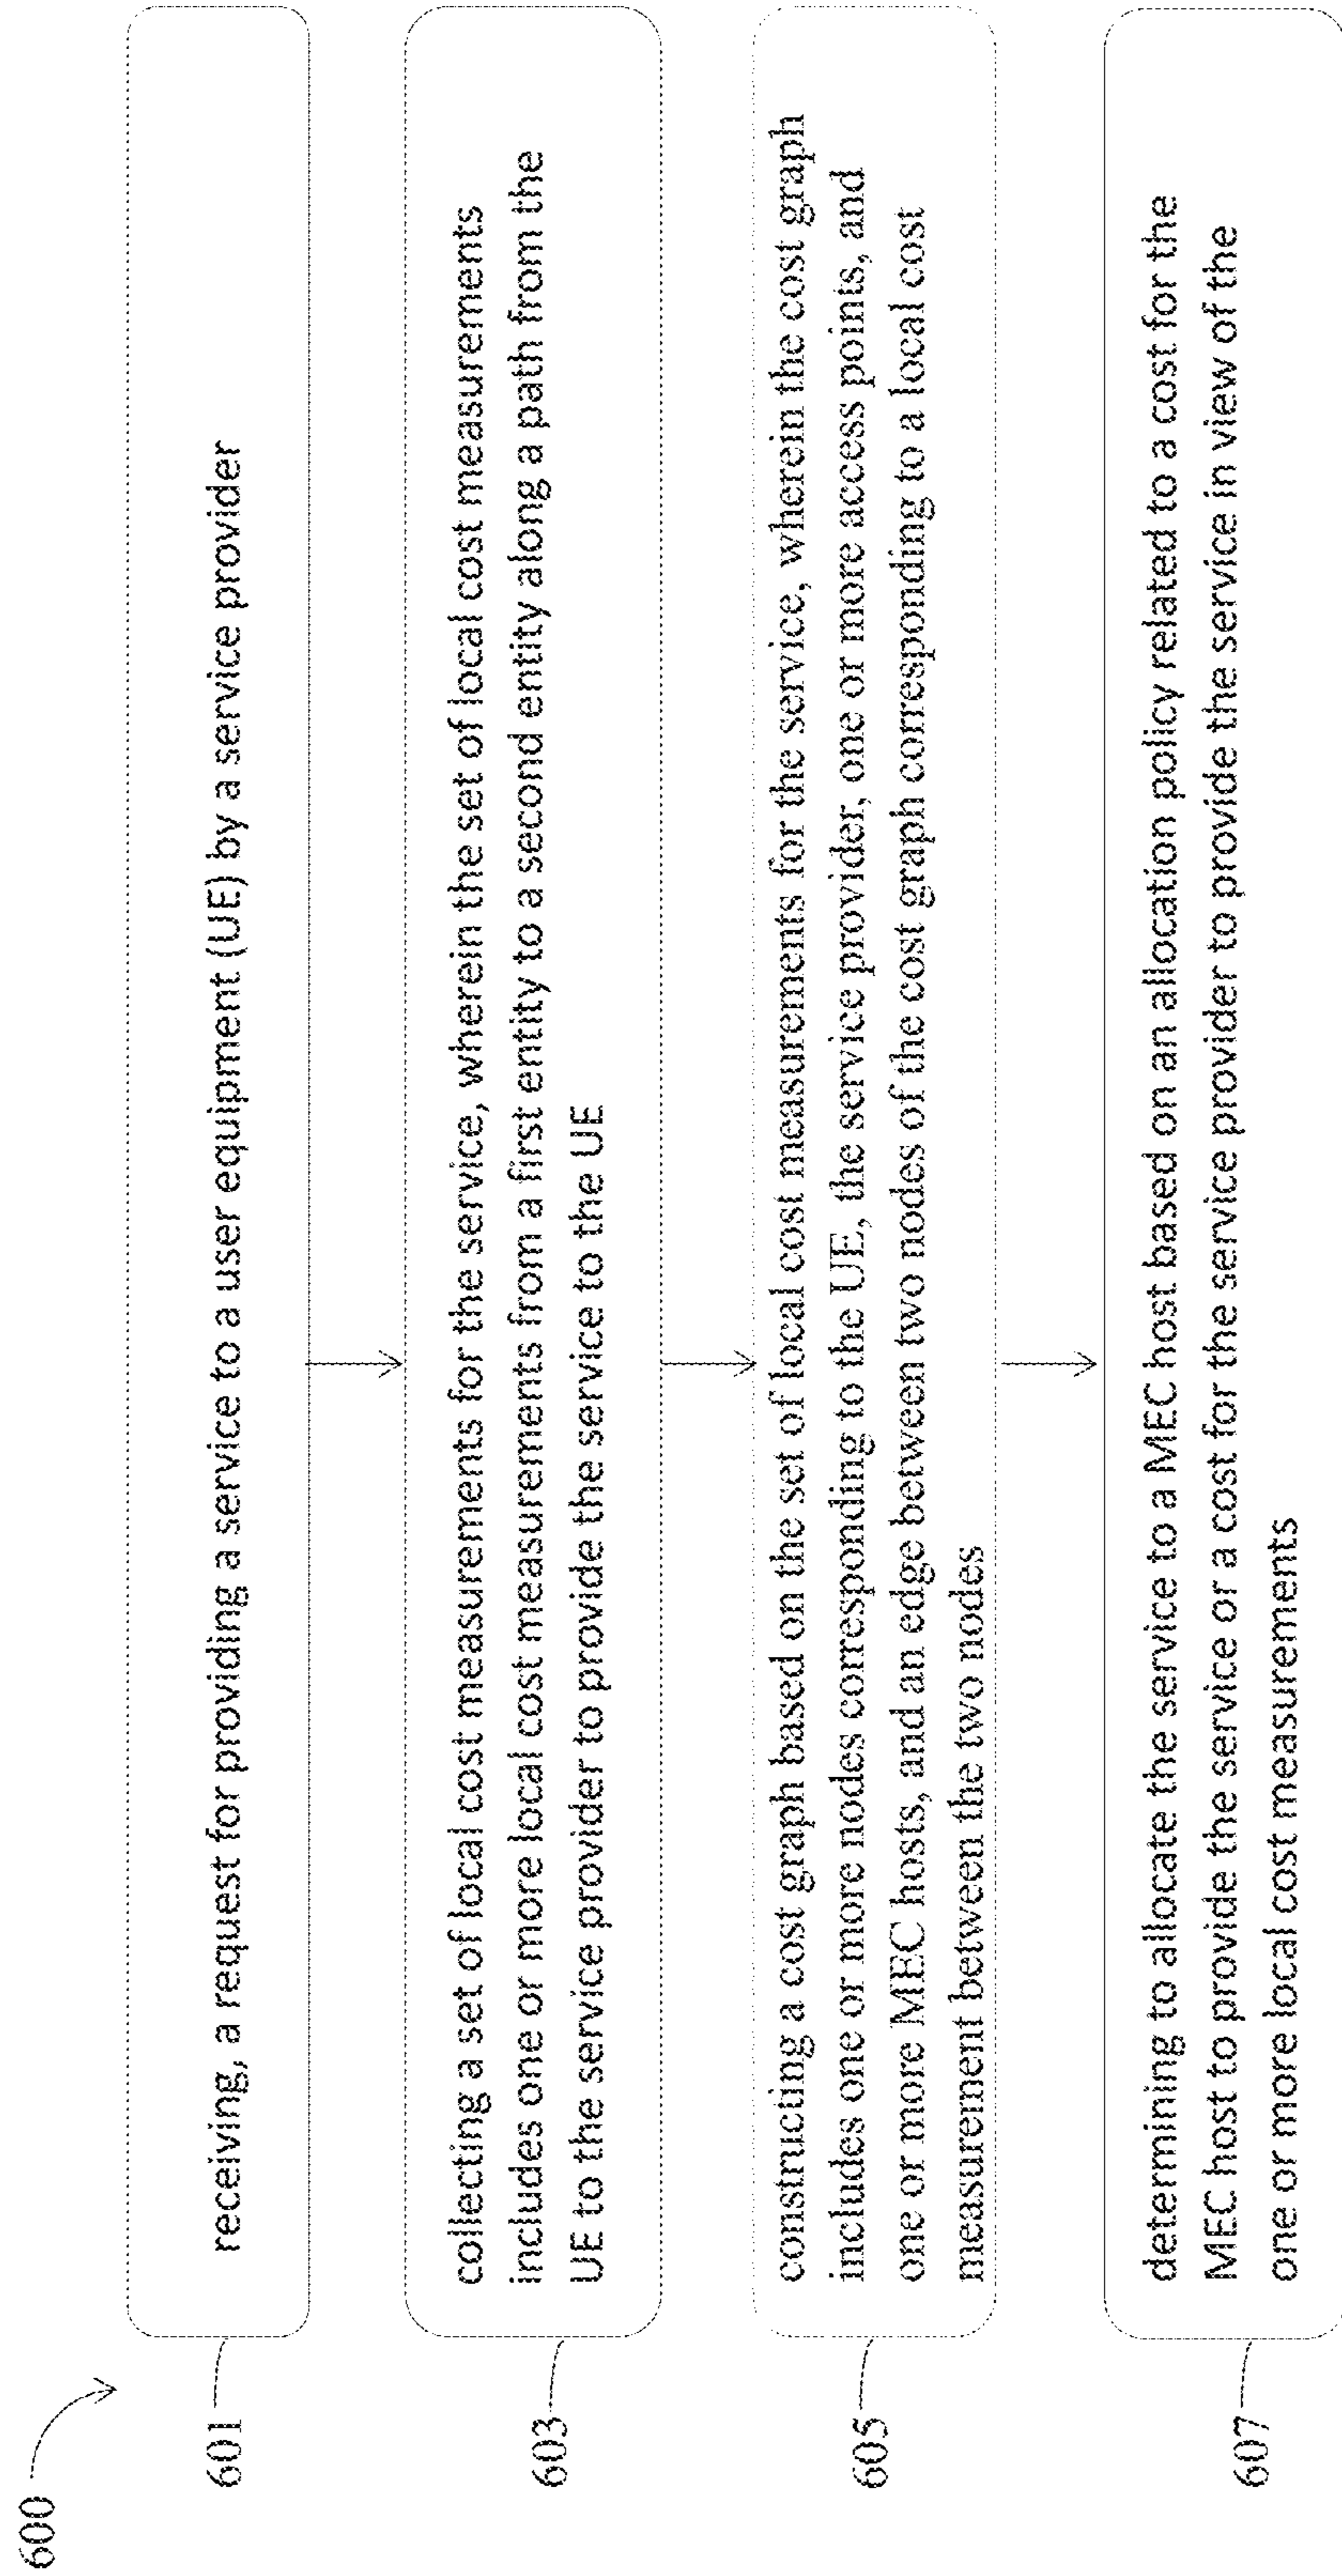 600
601
receiving, a request for providing a service to a user equipment (UE) by a service provider
603
collecting a set of local cost measurements for the service, wherein the set of local cost measurements
includes one or more local cost measurements from a first entity to a second entity along a path from the
UE to the service provider to provide the service to the UE
605
constructing a cost graph based on the set of local cost measurements for the service, wherein the cost graph
includes one or more nodes corresponding to the UE, the service provider, one or more access points, and
one or more MEC hosts, and an edge between two nodes of the cost graph corresponding to a local cost
measurement between the two nodes
607
determining to allocate the service to a MEC host based on an allocation policy related to a cost for the
MEC host to provide the service or a cost for the service provider to provide the service in view of the
one or more local cost measurements